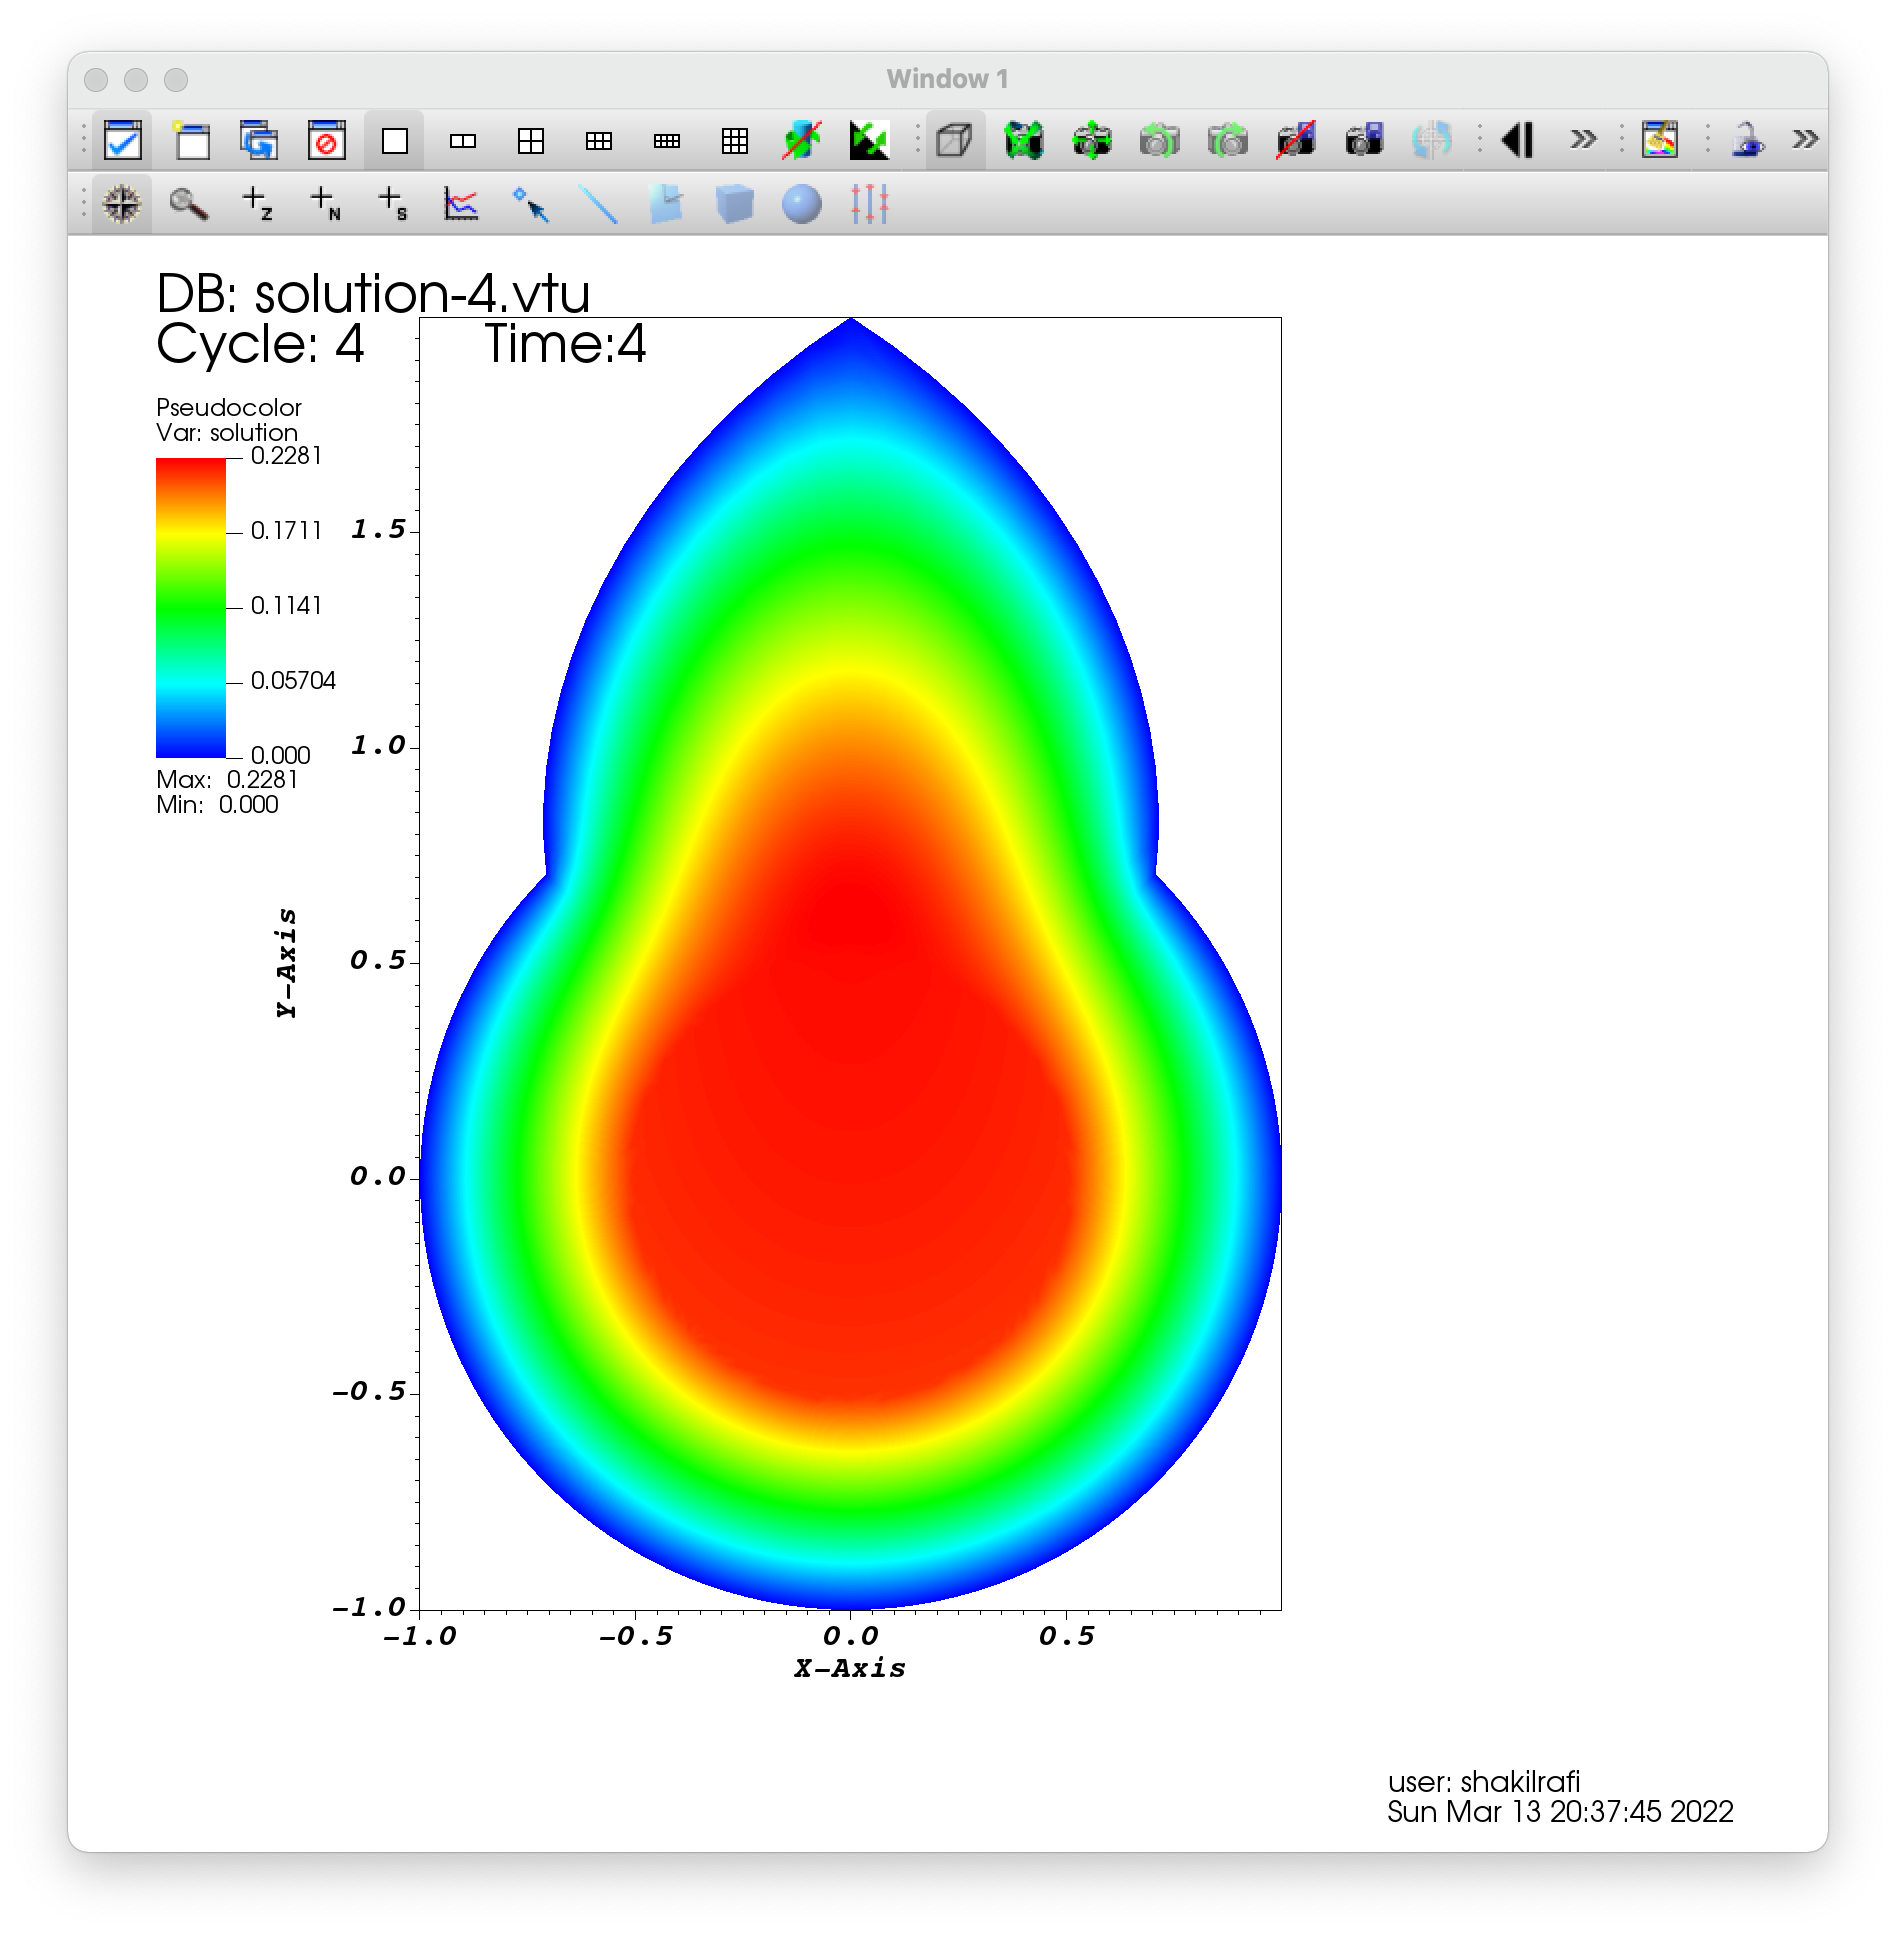 Window 1
Z
N
S
DB: solution-4.vtu
Cycle: 4 Time:4
Pseudocolor
Var: solution
0.2281
0.1711
0.1141
0.05704
0.000
Max: 0.2281
Min: 0.000
1.5
1.0
0.5
0.0
-0.5
-1.0
Y-Axis
-1.0 -0.5 0.0 0.5
X-Axis
user: shakilrafi
Sun Mar 13 20:37:45 2022